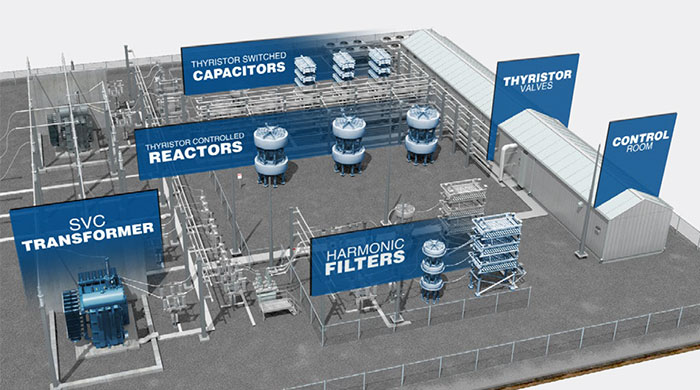 THYRISTOR SWITCHED
CAPACITORS
THYRISTOR CONTROLLED
REACTORS
THYRISTOR
VALVES
CONTROL
ROOM
SVC
TRANSFORMER
HARMONIC
FILTERS